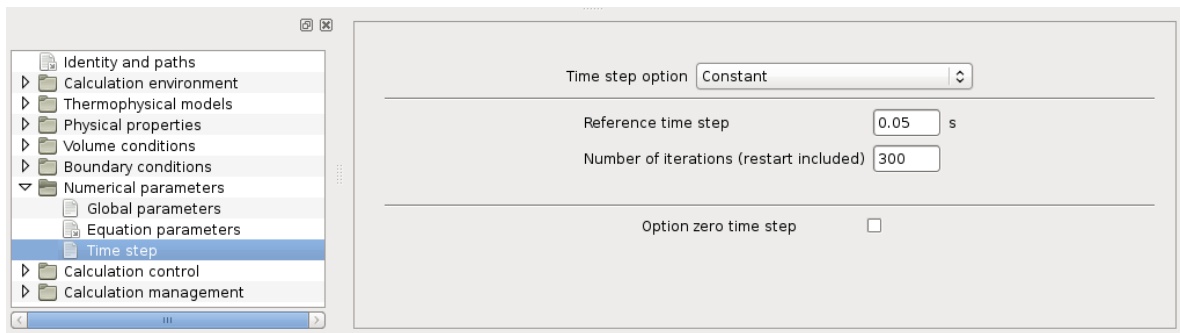 Identity and paths
Calculation environment
Thermophysical models
Physical properties
Volume conditions
Boundary conditions
Numerical parameters
Global parameters
Equation parameters
Time step
Calculation control
Calculation management
Time step option Constant
Reference time step 0.05 s
Number of iterations (restart included) 300
Option zero time step